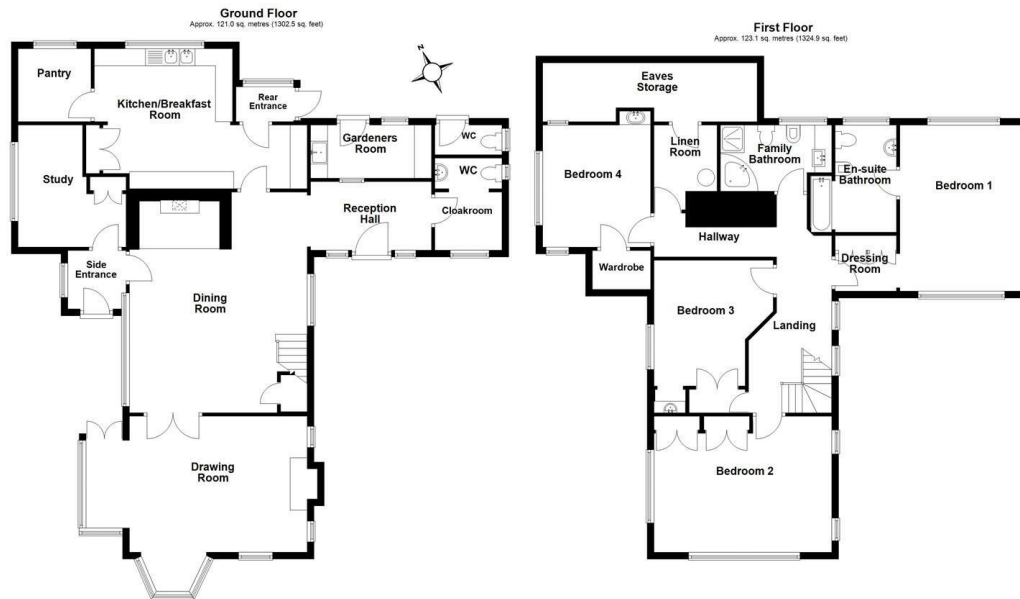 Ground Floor
Approx. 121.0 sq. metres (1302.5 sq. feet)
Pantry
Kitchen/Breakfast
Room
Rear
Entrance
N
Gardeners
Room
WC
WC
Study
Reception
Hall
Cloakroom
Side
Entrance
Dining
Room
Drawing
Room
First Floor
Approx. 123.1 sq. metres (1324.9 sq. feet)
Eaves
Storage
Linen
Room
Family
Bathroom
En-suite
Bathroom
Bedroom 4
Bedroom 1
Hallway
Wardrobe
Dressing
Room
Bedroom 3
Landing
Bedroom 2